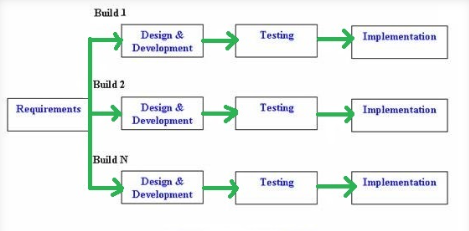 Build 1
Design &
Development
Testing
Implementation
Build 2
Requirements
Design &
Development
Testing
Implementation
Build N
Design &
Development
Testing
Implementation